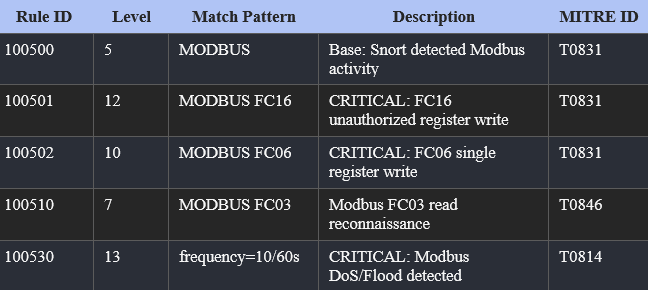 Rule ID Level Match Pattern Description MITRE ID
100500 5 MODBUS Base: Snort detected Modbus activity T0831
100501 12 MODBUS FC16 CRITICAL: FC16 unauthorized register write T0831
100502 10 MODBUS FC06 CRITICAL: FC06 single register write T0831
100510 7 MODBUS FC03 Modbus FC03 read reconnaissance T0846
100530 13 frequency=10/60s CRITICAL: Modbus DoS/Flood detected T0814